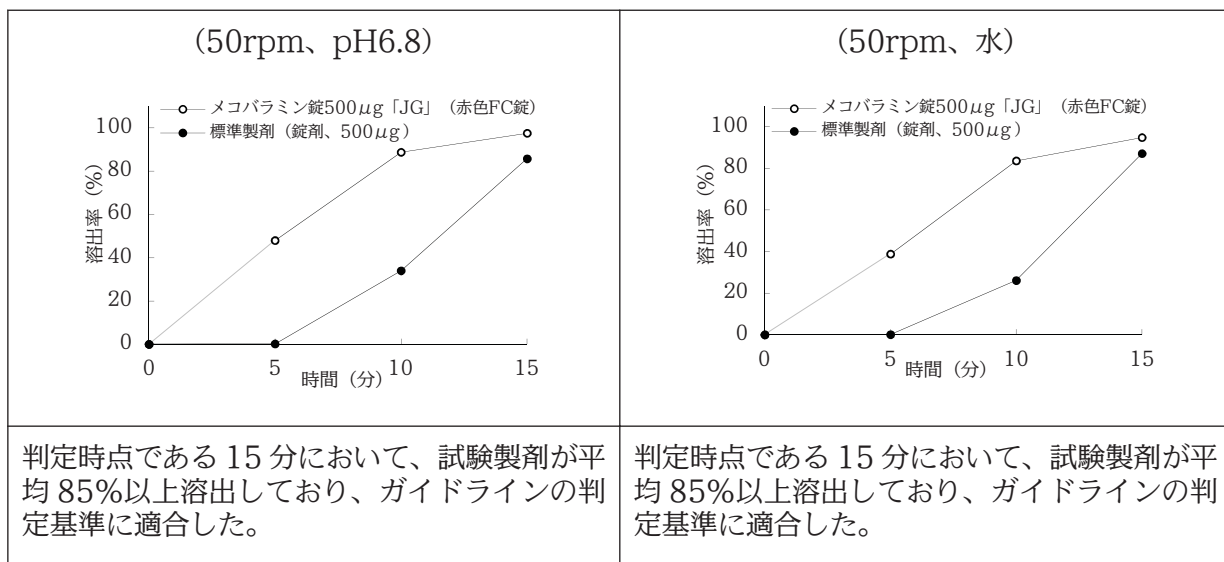 (50rpm、pH6.8)
メコバラミン錠500μg「JG」（赤色FC錠）
標準製剤（錠剤、500μg）
溶出率（%）
100
80
60
40
20
0
0 5 10 15
時間（分）
判定時点である 15 分において、試験製剤が平
均 85%以上溶出しており、ガイドラインの判
定基準に適合した。
(50rpm、水)
メコバラミン錠500μg「JG」（赤色FC錠）
標準製剤（錠剤、500μg）
溶出率（%）
100
80
60
40
20
0
0 5 10 15
時間（分）
判定時点である 15 分において、試験製剤が平
均 85%以上溶出しており、ガイドラインの判
定基準に適合した。